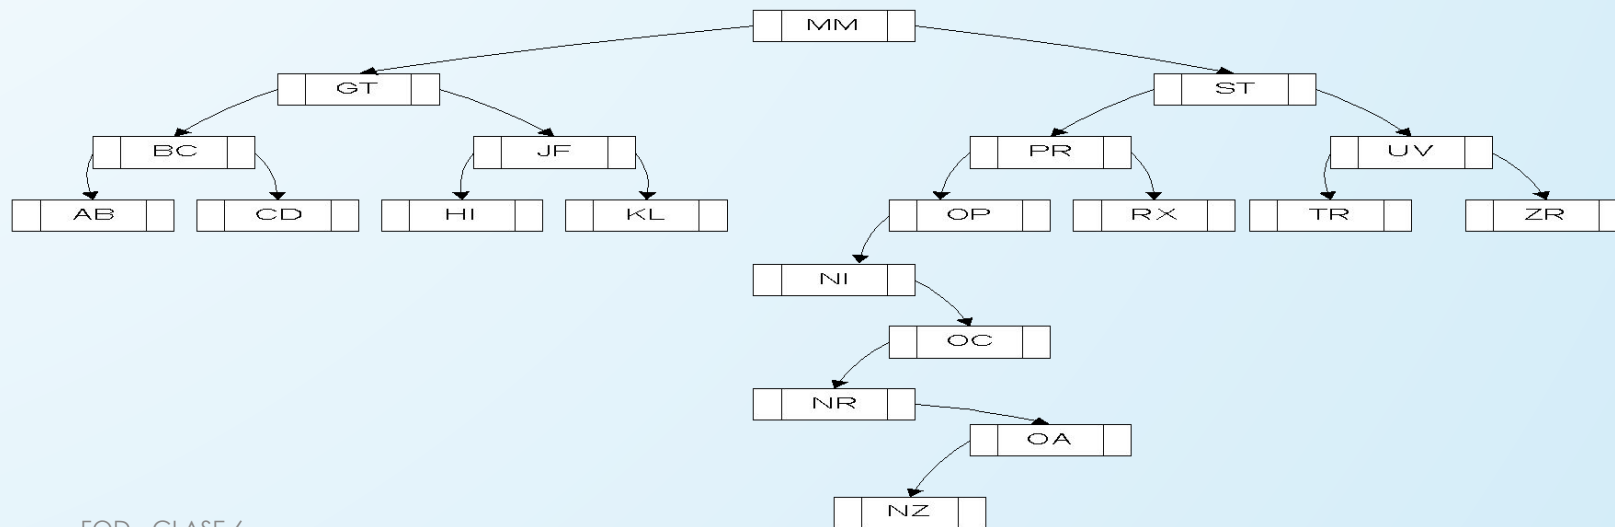 MM
GT ST
BC JF PR UV
AB CD HI KL OP RX TR ZR
NI
OC
NR
OA
NZ